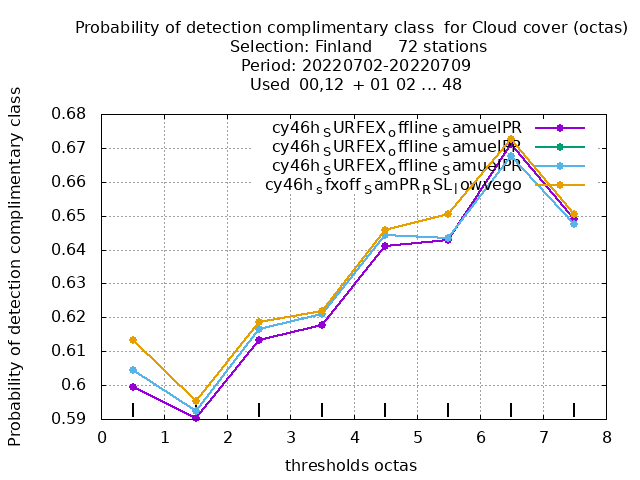 Probability of detection complimentary class for Cloud cover (octas)
Selection: Finland 72 stations
Period: 20220702-20220709
Used 00,12 + 01 02 ... 48
Probability of detection complimentary class
0.68
0.67
0.66
0.65
0.64
0.63
0.62
0.61
0.6
0.59
cy46h_SURFEX_offline_SamuelPR
cy46h_SURFEX_offline_SamuelPR
cy46h_SURFEX_offline_SamuelPR
cy46h_sfxoff_SamPR_RSL_lowvego
0 1 2 3 4 5 6 7 8
thresholds octas